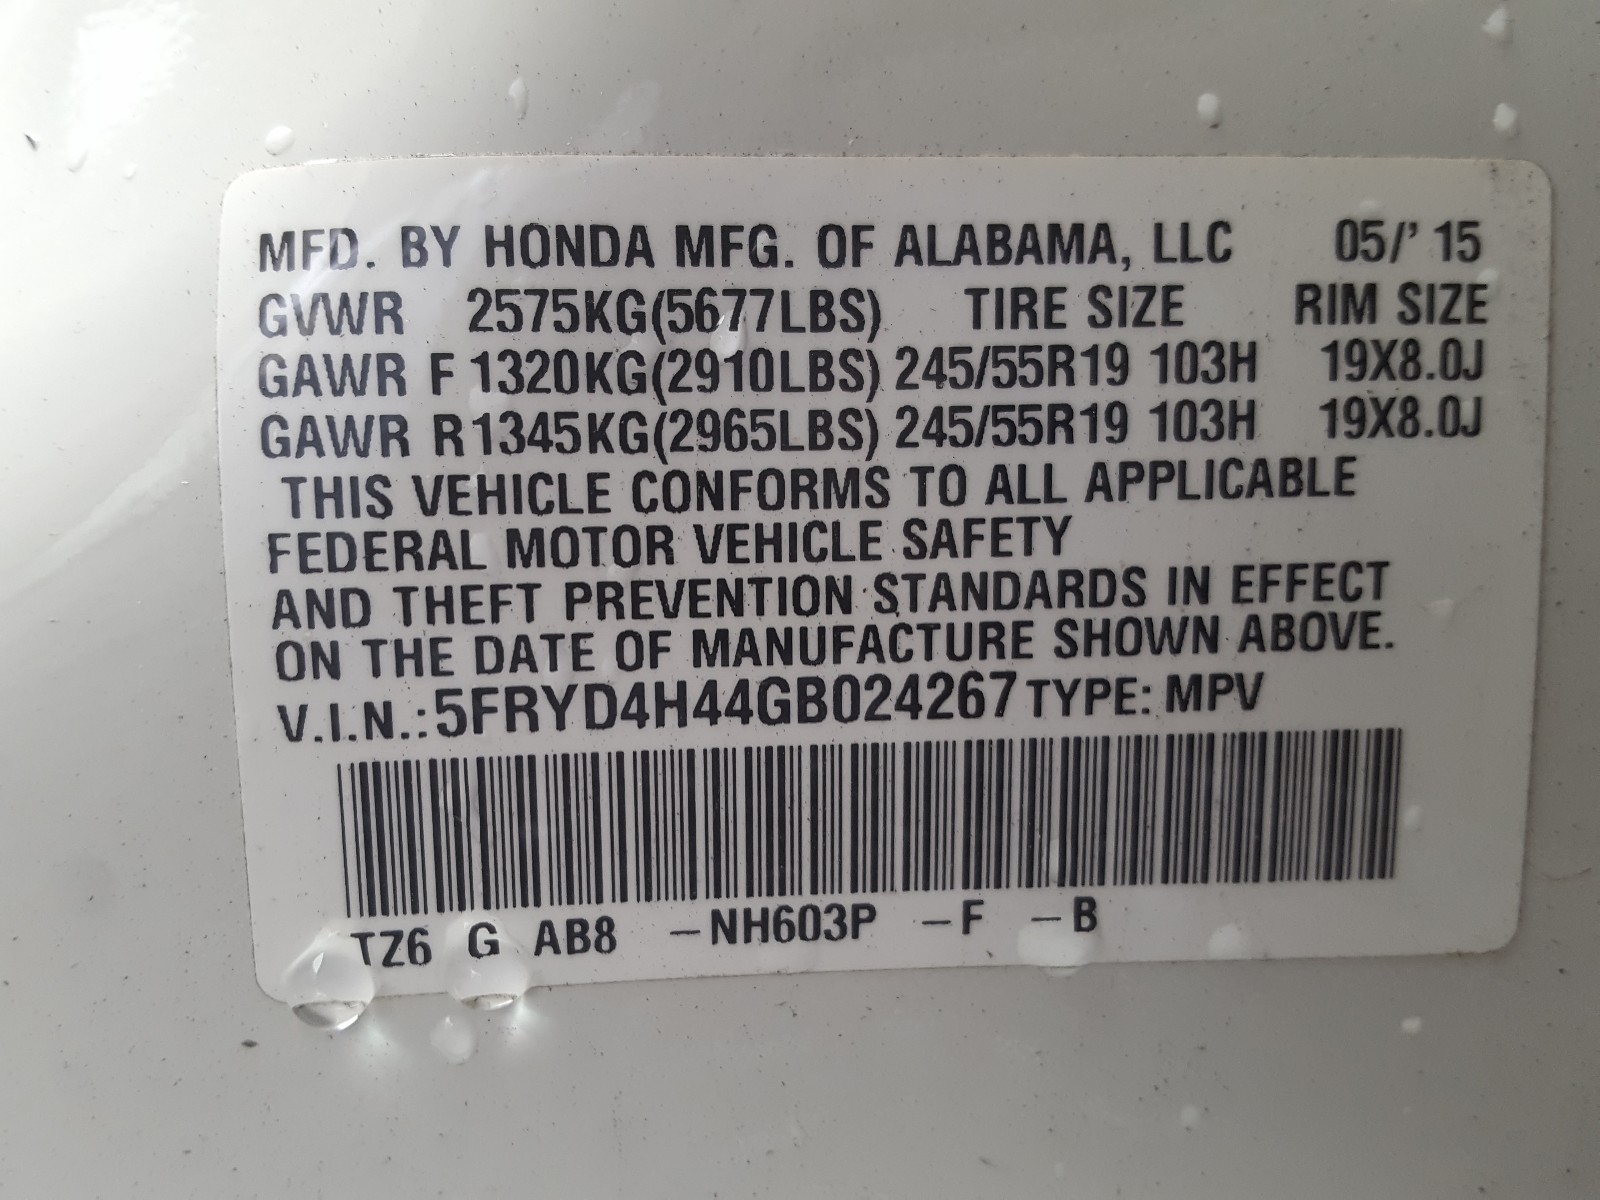 MFD. BY HONDA MFG. OF ALABAMA, LLC 05/' 15
GVWR 2575KG(5677LBS) TIRE SIZE RIM SIZE
GAWR F 1320KG(2910LBS) 245/55R19 103H 19X8.0J
GAWR R 1345KG(2965LBS) 245/55R19 103H 19X8.0J
THIS VEHICLE CONFORMS TO ALL APPLICABLE
FEDERAL MOTOR VEHICLE SAFETY
AND THEFT PREVENTION STANDARDS IN EFFECT
ON THE DATE OF MANUFACTURE SHOWN ABOVE.
V.I.N.:5FRYD4H44GB024267 TYPE: MPV
TZ6 G AB8 –NH603P –F –B